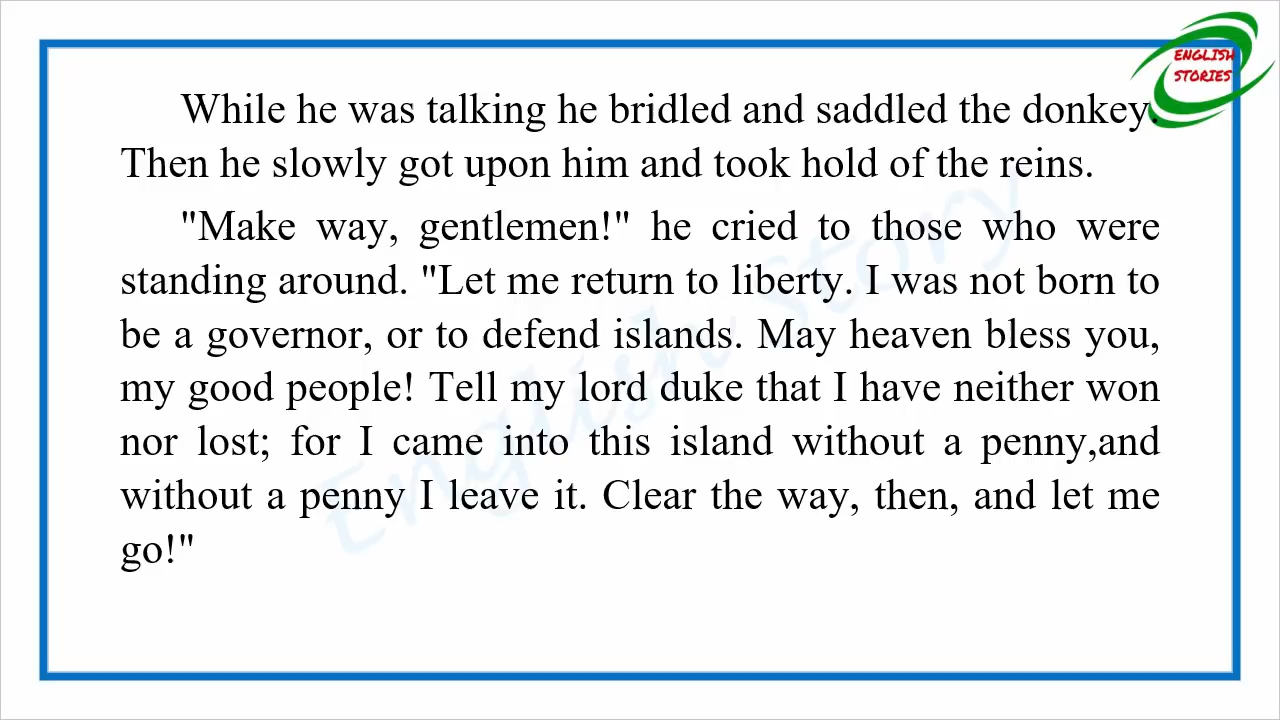 ENGLISH
STORIES
While he was talking he bridled and saddled the donkey.
Then he slowly got upon him and took hold of the reins.
"Make way, gentlemen!" he cried to those who were
standing around. "Let me return to liberty. I was not born to
be a governor, or to defend islands. May heaven bless you,
my good people! Tell my lord duke that I have neither won
nor lost; for I came into this island without a penny,and
without a penny I leave it. Clear the way, then, and let me
go!"
English Story